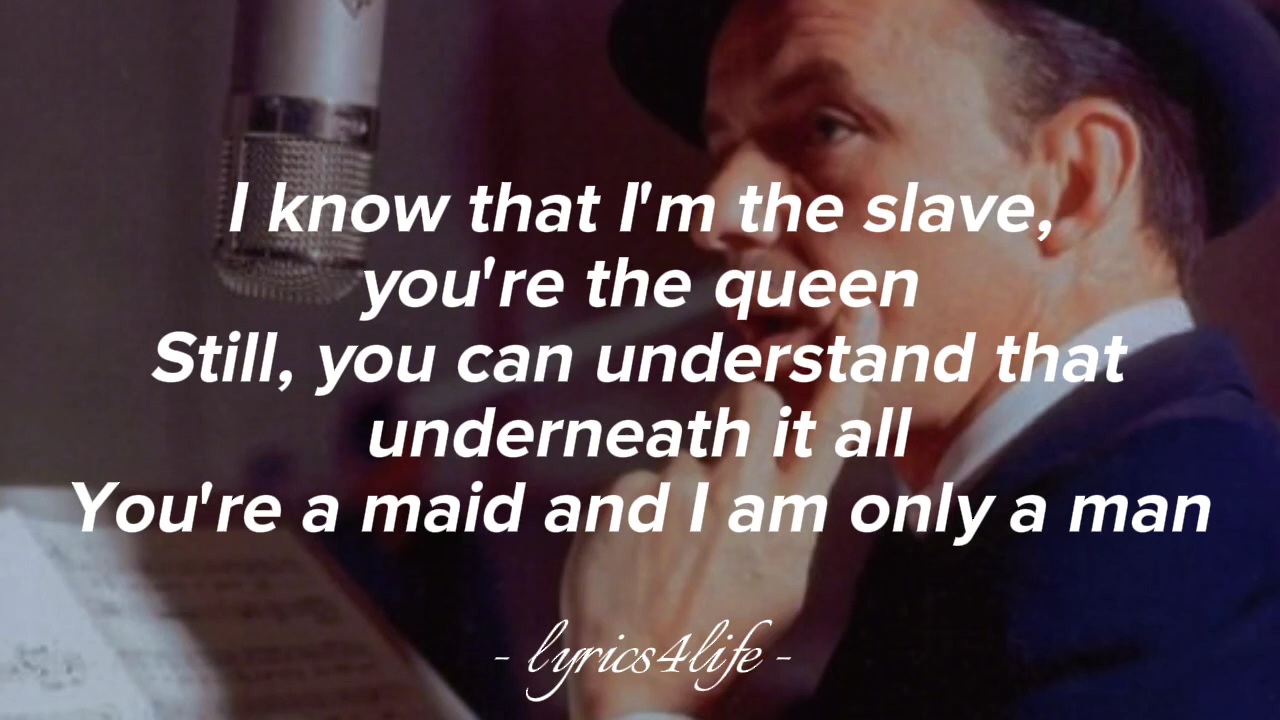 I know that I'm the slave,
you're the queen
Still, you can understand that
underneath it all
You're a maid and I am only a man
- lyrics4life -